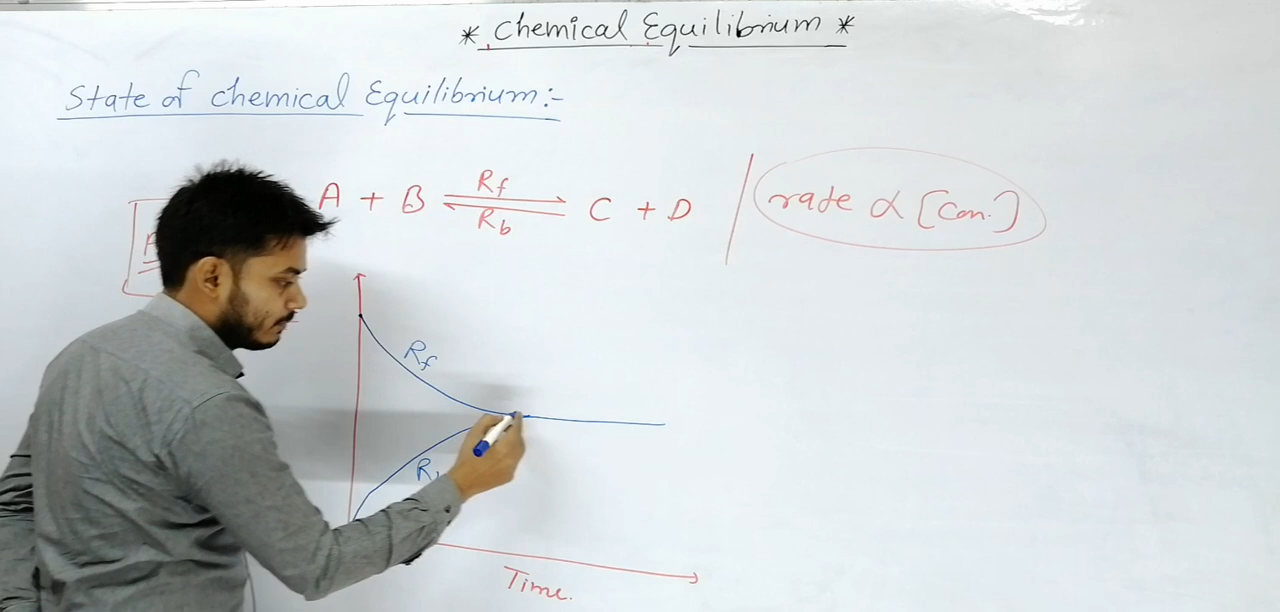 * Chemical Equilibrium *
State of chemical Equilibrium:-
A + B ⇌ C + D
Rf
Rb
rate α [Con.]
Rf
Time.